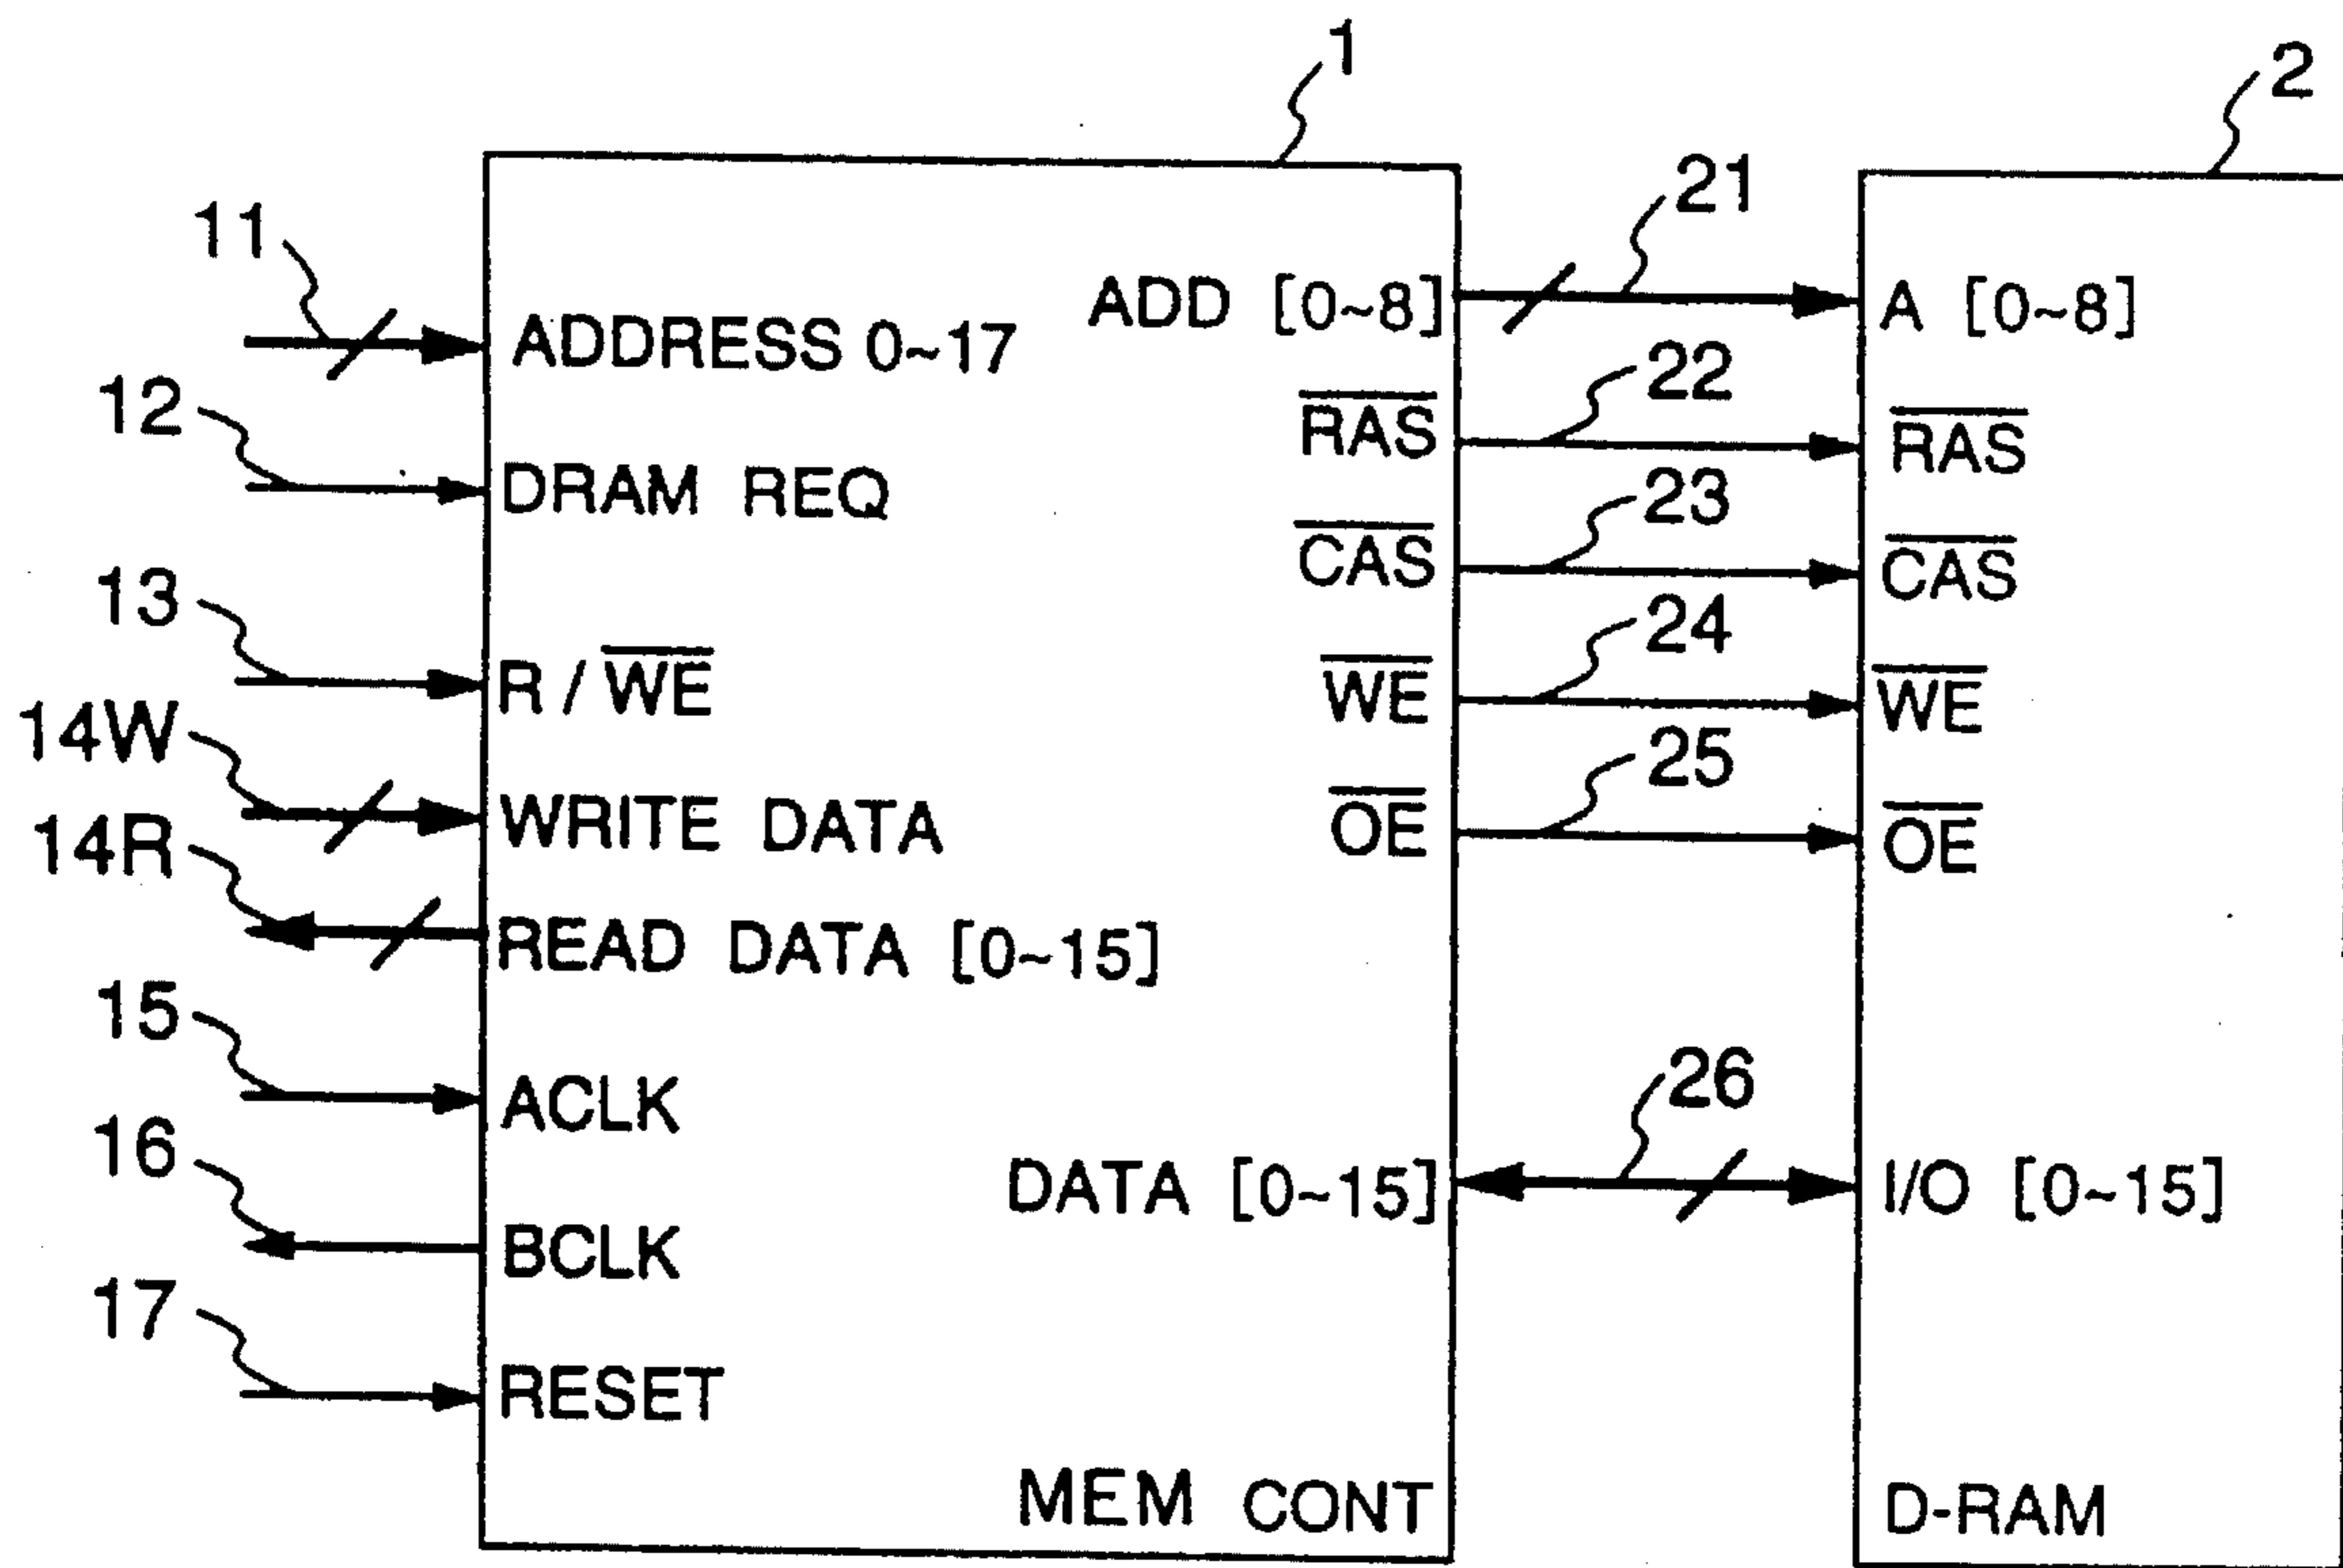 1
2
21
11
ADD [0~8]
A [0~8]
ADDRESS 0~17
22
12
RAS
RAS
DRAM REQ
23
CAS
CAS
13
24
R / WE
WE
WE
14W
25
WRITE DATA
OE
OE
14R
READ DATA [0~15]
15
ACLK
26
16
DATA [0~15]
I/O [0~15]
BCLK
17
RESET
MEM CONT
D-RAM